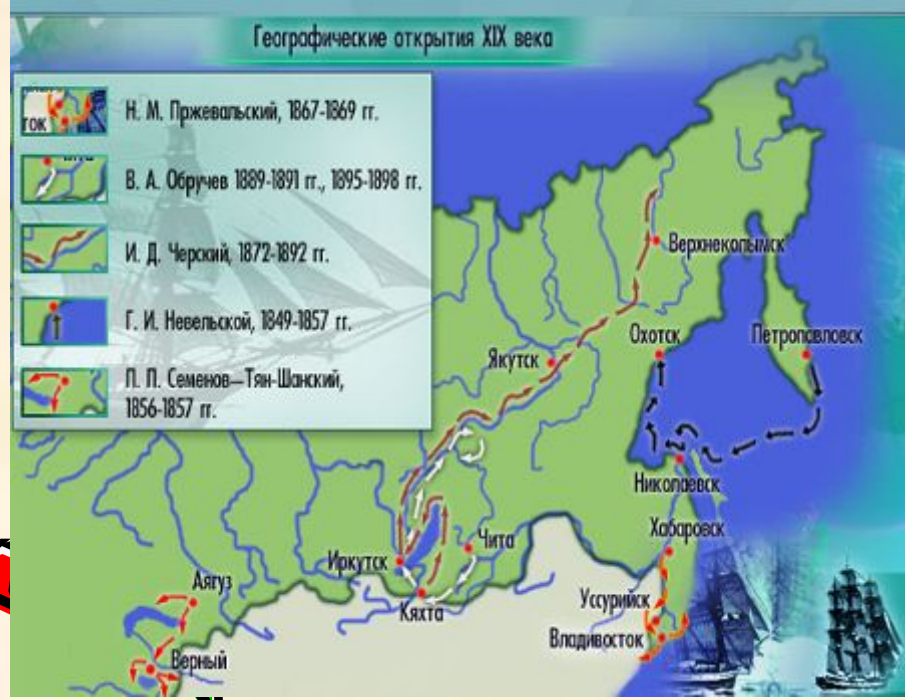 Географические открытия XIX века
ток
Н. М. Пржевальский, 1867-1869 гг.
В. А. Обручев 1889-1891 гг., 1895-1898 гг.
И. Д. Черский, 1872-1892 гг.
Г. И. Невельской, 1849-1857 гг.
П. П. Семенов–Тян-Шанский,
1856-1857 гг.
Верхнеколымск
Якутск
Охотск
Петропавловск
Николаевск
Хабаровск
Иркутск
Чита
Кяхта
Аягуз
Верный
Уссурийск
Владивосток